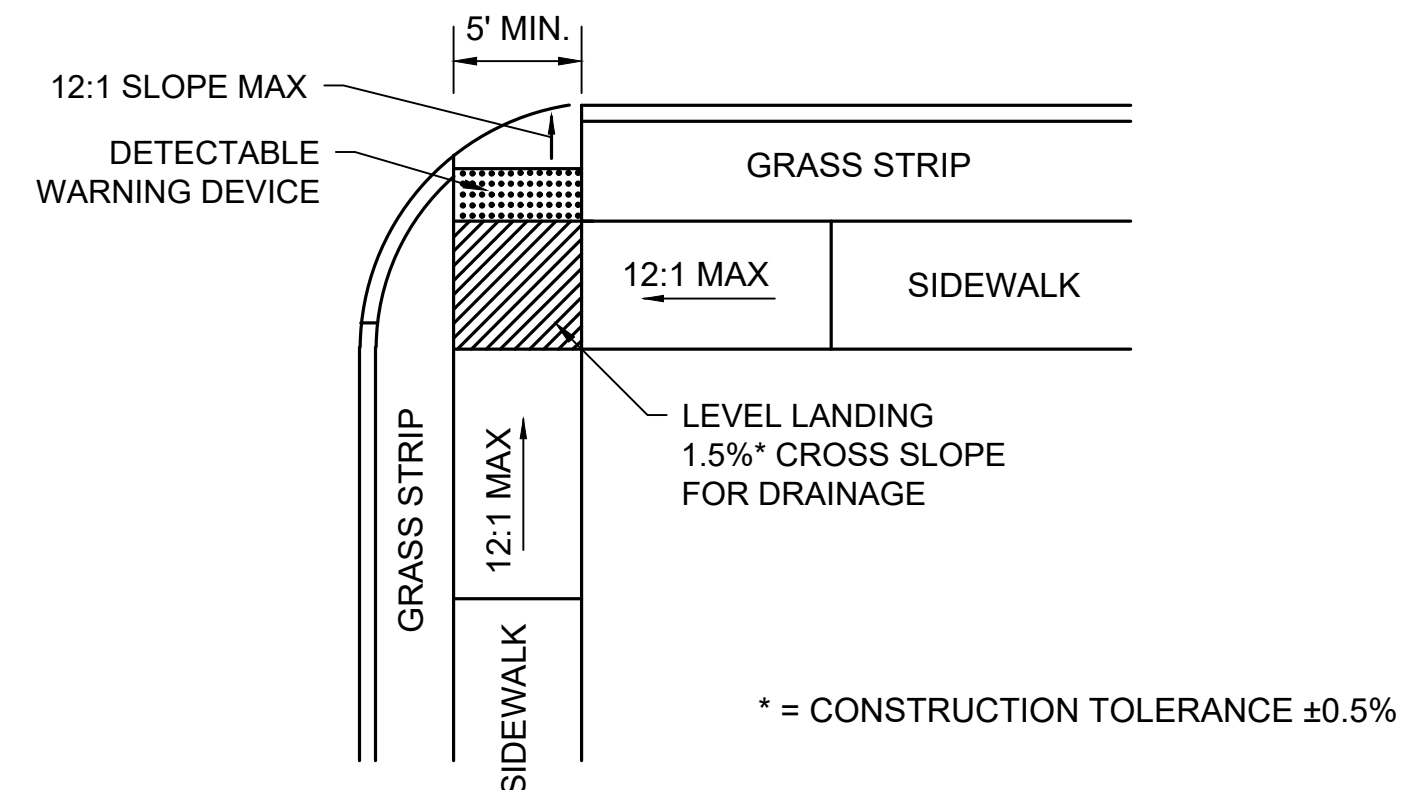 5' MIN.
12:1 SLOPE MAX
DETECTABLE
WARNING DEVICE
GRASS STRIP
12:1 MAX
SIDEWALK
LEVEL LANDING
1.5%* CROSS SLOPE
FOR DRAINAGE
GRASS STRIP
12:1 MAX
SIDEWALK
* = CONSTRUCTION TOLERANCE ±0.5%